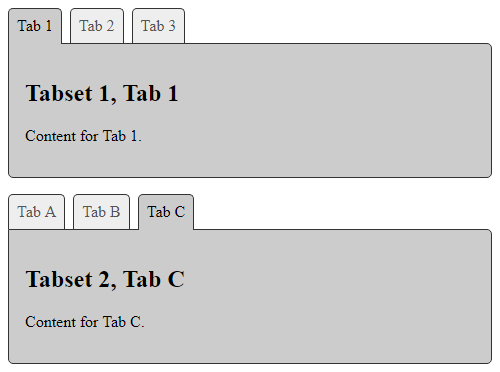 Tab 1 Tab 2 Tab 3
Tabset 1, Tab 1
Content for Tab 1.
Tab A Tab B Tab C
Tabset 2, Tab C
Content for Tab C.